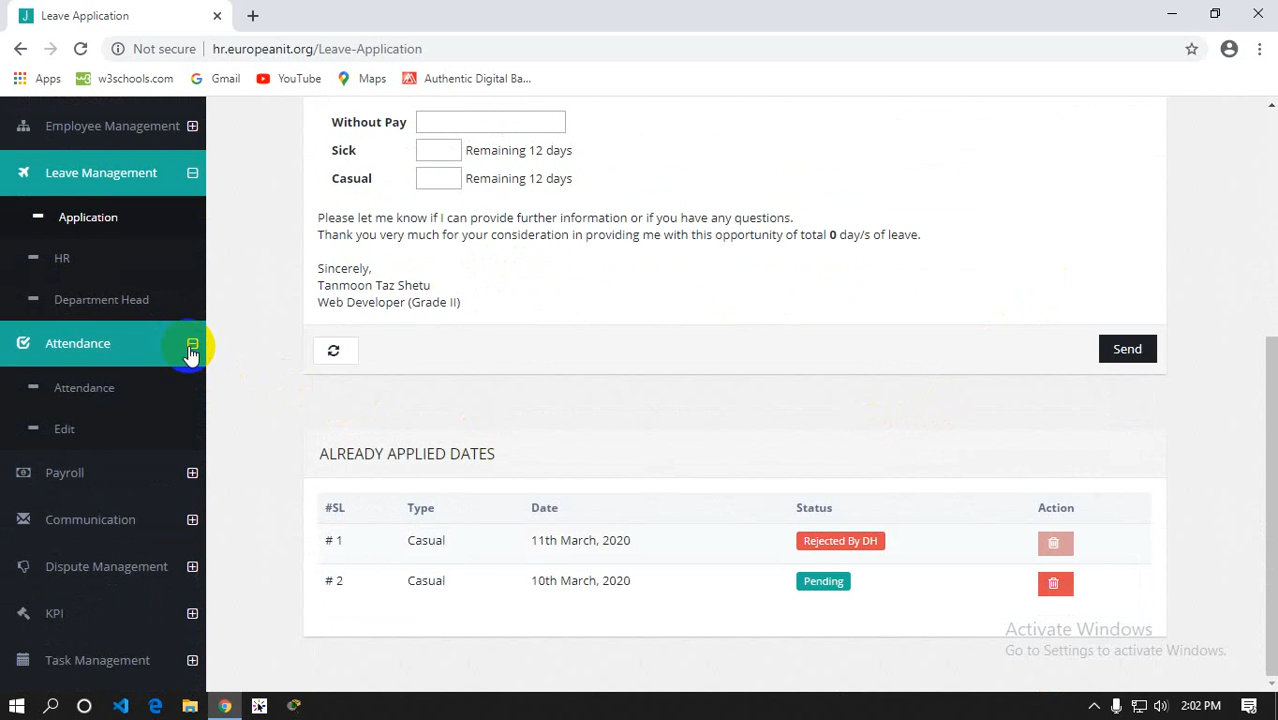 Leave Application
Not secure hr.europeanit.org/Leave-Application
Apps w3schools.com Gmail YouTube Maps Authentic Digital Ba...
Employee Management
Leave Management
Application
HR
Department Head
Attendance
Attendance
Edit
Payroll
Communication
Dispute Management
KPI
Task Management
Without Pay
Sick Remaining 12 days
Casual Remaining 12 days
Please let me know if I can provide further information or if you have any questions.
Thank you very much for your consideration in providing me with this opportunity of total 0 day/s of leave.
Sincerely,
Tanmoon Taz Shetu
Web Developer (Grade II)
Send
ALREADY APPLIED DATES
#SL Type Date Status Action
# 1 Casual 11th March, 2020 Rejected By DH
# 2 Casual 10th March, 2020 Pending
Activate Windows
Go to Settings to activate Windows.
2:02 PM